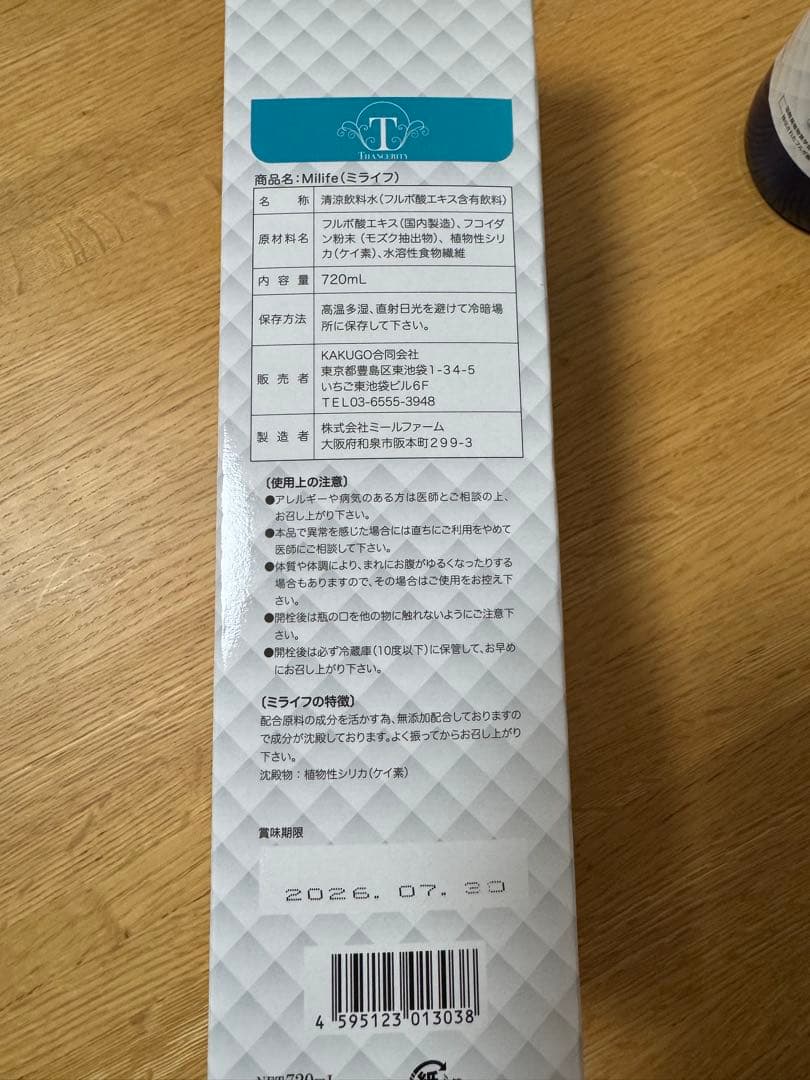 T
THANCERITY
商品名：Milife（ミライフ）
名称 清涼飲料水（フルボ酸エキス含有飲料）
原材料名 フルボ酸エキス（国内製造）、フコイダ
ン粉末（モズク抽出物）、植物性シリ
カ（ケイ素）、水溶性食物繊維
内容量 720mL
保存方法 高温多湿、直射日光を避けて冷暗場
所に保存して下さい。
販売者 KAKUGO合同会社
東京都豊島区東池袋1-34-5
いちご東池袋ビル6F
TEL03-6555-3948
製造者 株式会社ミールファーム
大阪府和泉市阪本町299-3
〔使用上の注意〕
●アレルギーや病気のある方は医師とご相談の上、
お召し上がり下さい。
●本品で異常を感じた場合には直ちにご利用をやめて
医師にご相談して下さい。
●体質や体調により、まれにお腹がゆるくなったりする
場合もありますので、その場合はご使用をお控え下
さい。
●開栓後は瓶の口を他の物に触れないようにご注意下
さい。
●開栓後は必ず冷蔵庫（10度以下）に保管して、お早め
にお召し上がり下さい。
〔ミライフの特徴〕
配合原料の成分を活かす為、無添加配合しておりますの
で成分が沈殿しております。よく振ってからお召し上がり
下さい。
沈殿物：植物性シリカ（ケイ素）
賞味期限
2026.07.30
4 595123 013038
NET 720mL
紙